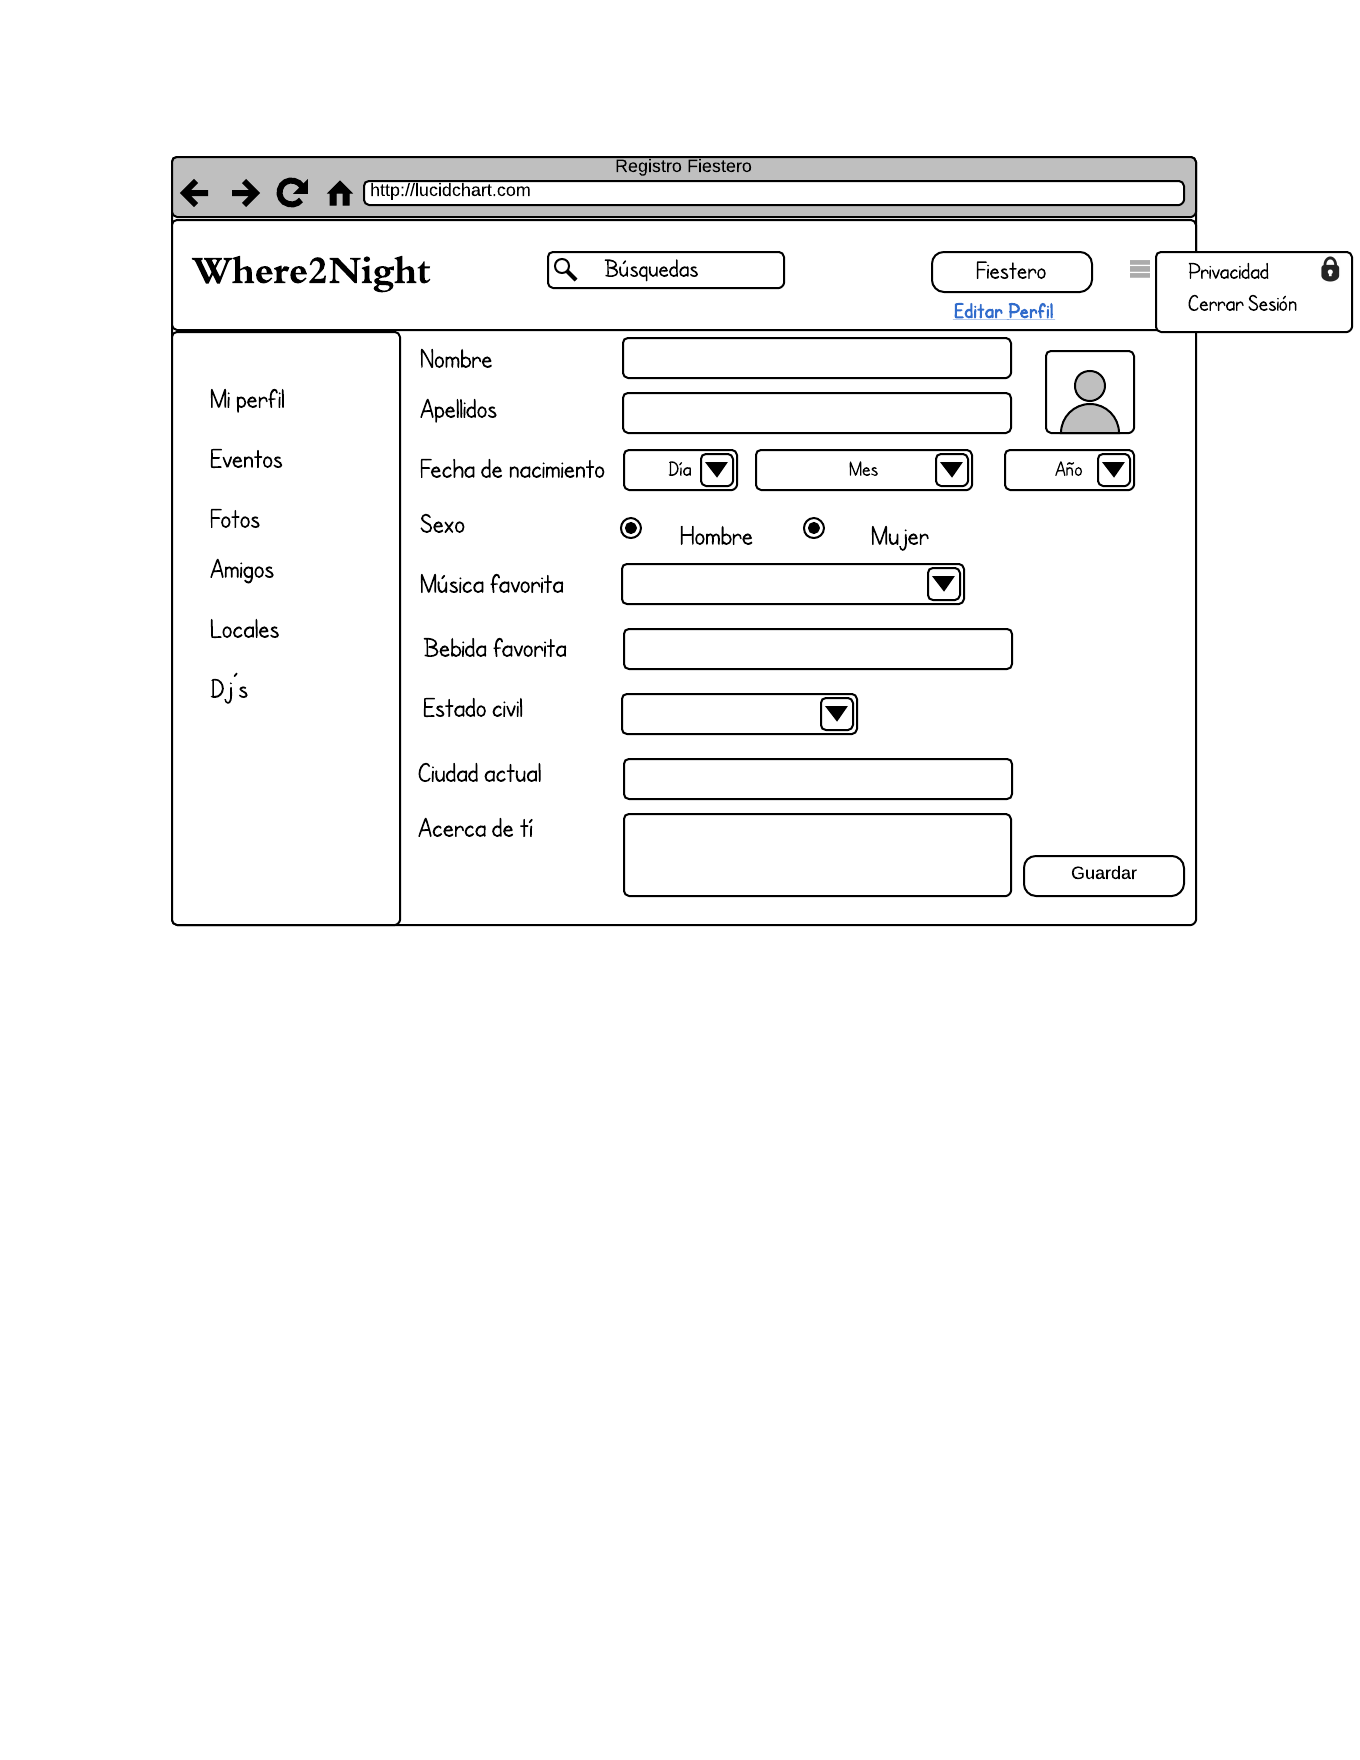 Registro Fiestero
http://lucidchart.com
Where2Night
Búsquedas
Fiestero
Editar Perfil
Privacidad
Cerrar Sesión
Mi perfil
Eventos
Fotos
Amigos
Locales
Dj´s
Nombre
Apellidos
Fecha de nacimiento Día Mes Año
Sexo Hombre Mujer
Música favorita
Bebida favorita
Estado civil
Ciudad actual
Acerca de tí
Guardar